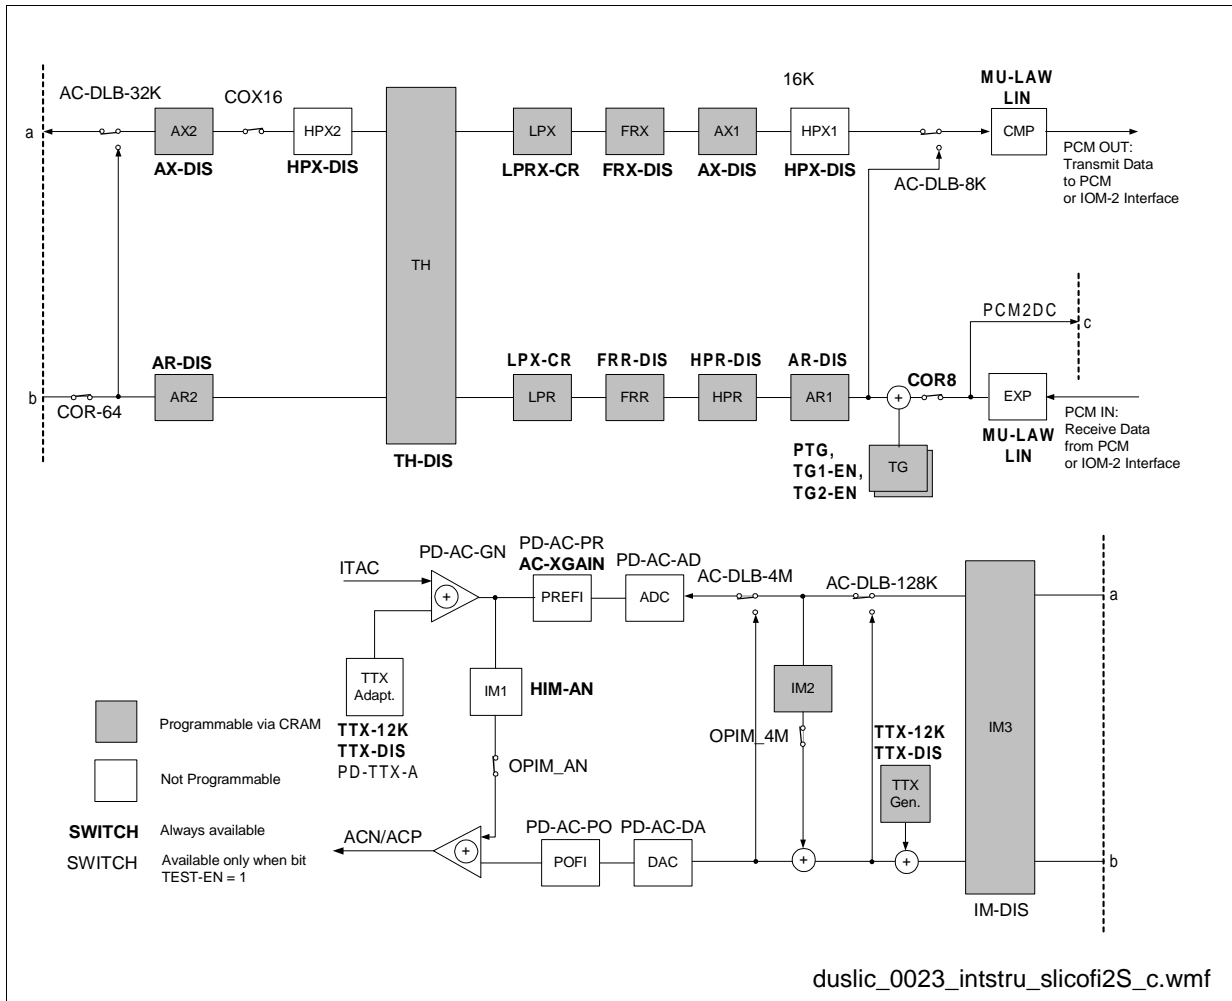 AC-DLB-32K
COX16
16K
MU-LAW
LIN
a
AX2
HPX2
LPX
FRX
AX1
HPX1
CMP
AX-DIS
HPX-DIS
LPRX-CR
FRX-DIS
AX-DIS
HPX-DIS
AC-DLB-8K
PCM OUT:
Transmit Data
to PCM
or IOM-2 Interface
TH
PCM2DC
c
AR-DIS
LPX-CR
FRR-DIS
HPR-DIS
AR-DIS
COR8
b
COR-64
AR2
LPR
FRR
HPR
AR1
+
EXP
PCM IN:
Receive Data
from PCM
or IOM-2 Interface
MU-LAW
LIN
TH-DIS
PTG,
TG1-EN,
TG2-EN
TG
PD-AC-GN
PD-AC-PR
AC-XGAIN
PD-AC-AD
AC-DLB-4M
AC-DLB-128K
ITAC
+
PREFI
ADC
a
TTX
Adapt.
IM1
HIM-AN
IM2
IM3
TTX-12K
TTX-DIS
PD-TTX-A
OPIM_AN
OPIM_4M
TTX-12K
TTX-DIS
TTX
Gen.
Programmable via CRAM
Not Programmable
SWITCH Always available
SWITCH Available only when bit
TEST-EN = 1
ACN/ACP
+
PD-AC-PO
PD-AC-DA
POFI
DAC
+
+
b
IM-DIS
duslic_0023_intstru_slicofi2S_c.wmf